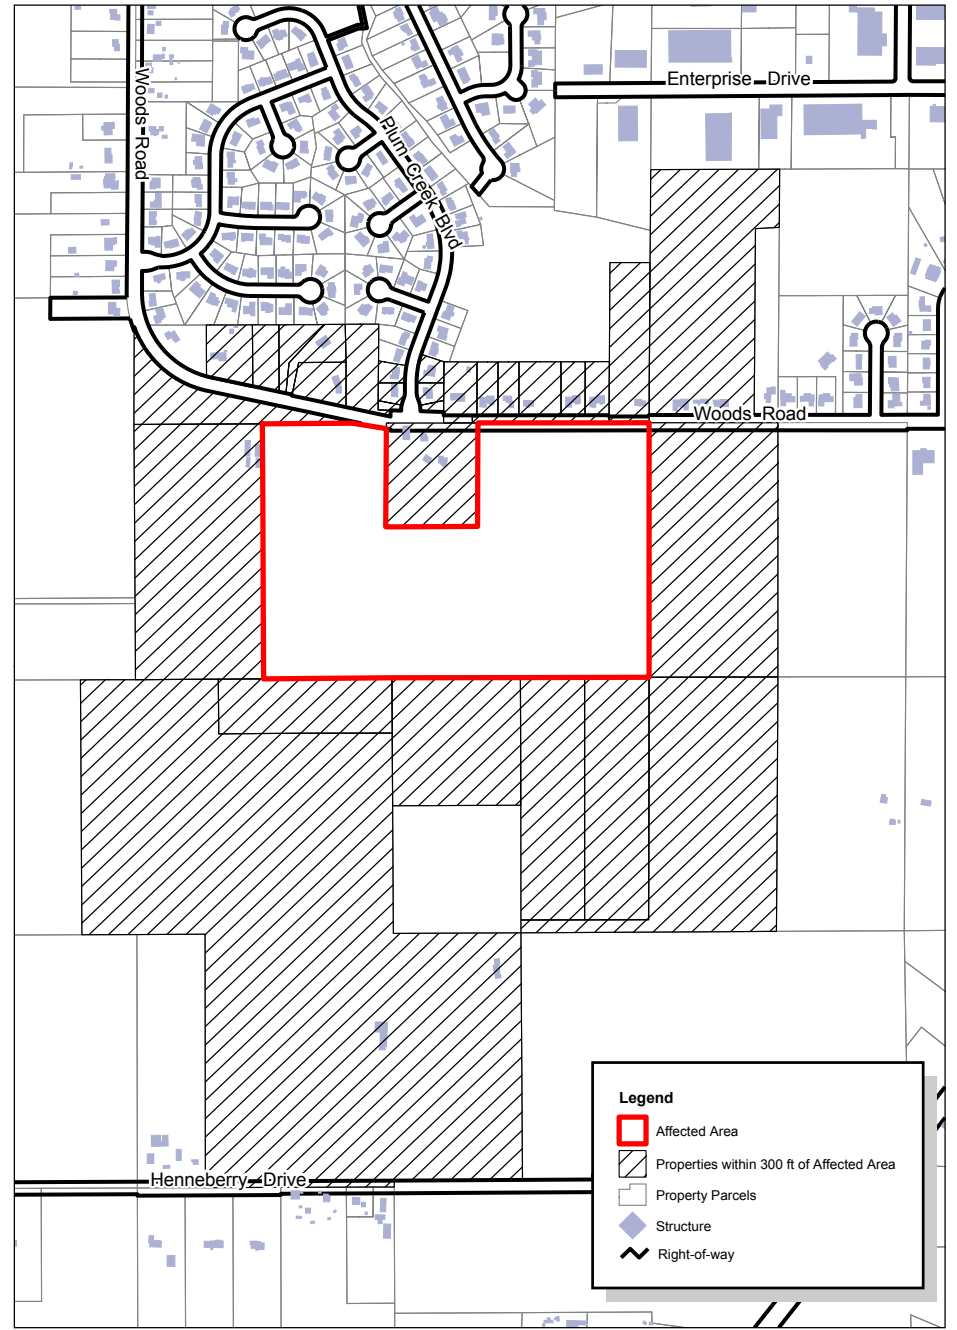 Enterprise Drive
Woods Road
Plum Creek Blvd
Woods Road
Henneberry Drive
Legend
Affected Area
Properties within 300 ft of Affected Area
Property Parcels
Structure
Right-of-way